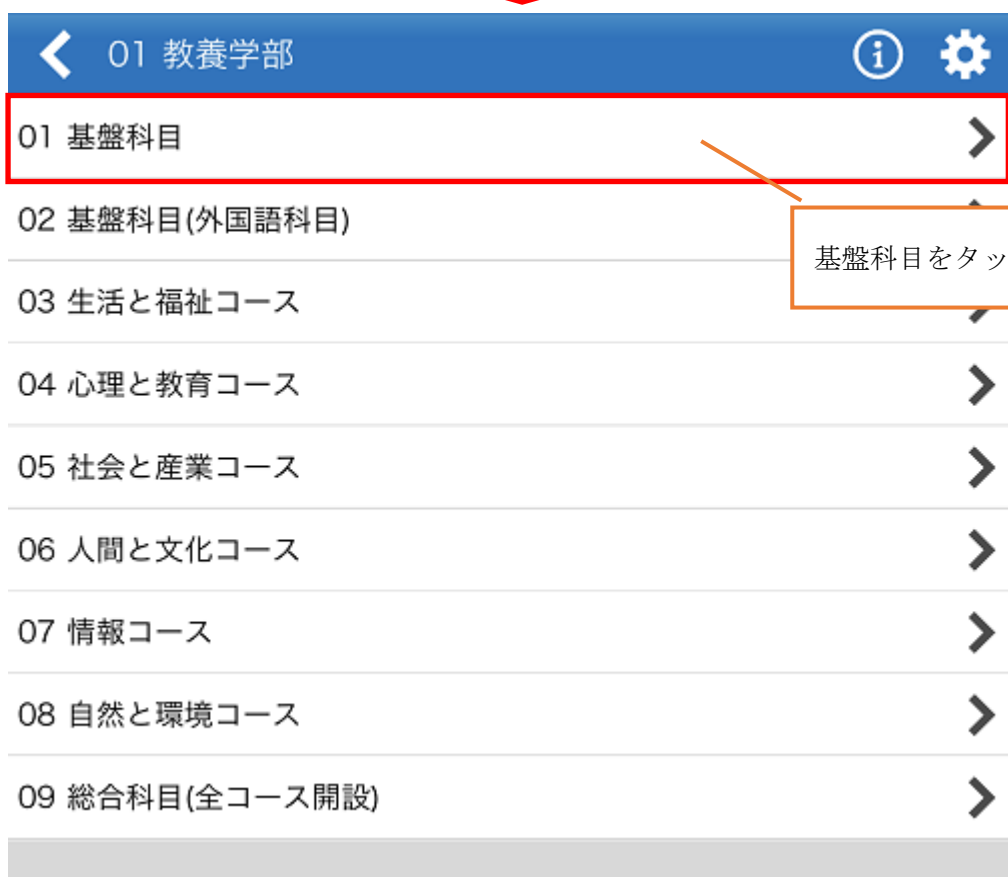 01 教養学部
01 基盤科目
02 基盤科目(外国語科目)
基盤科目をタッ
03 生活と福祉コース
04 心理と教育コース
05 社会と産業コース
06 人間と文化コース
07 情報コース
08 自然と環境コース
09 総合科目(全コース開設)